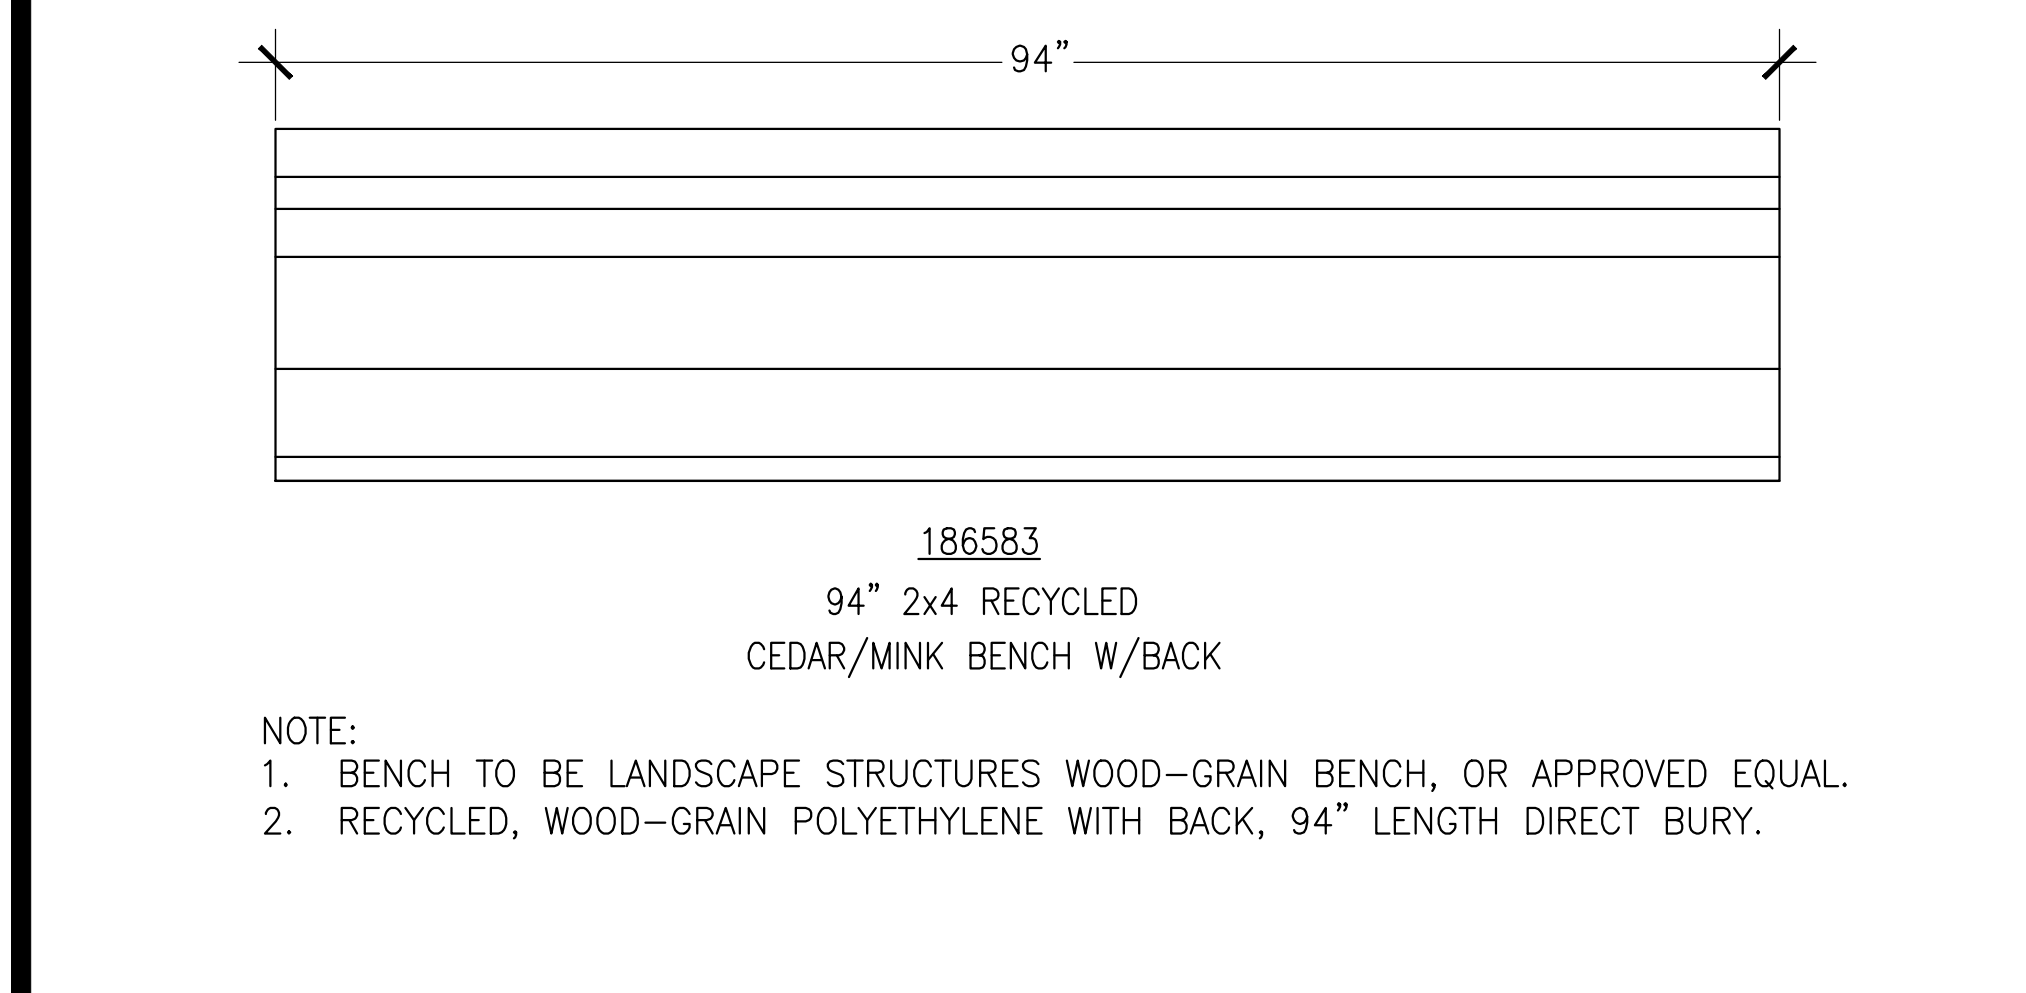 94”
186583
94” 2x4 RECYCLED
CEDAR/MINK BENCH W/BACK
NOTE:
1. BENCH TO BE LANDSCAPE STRUCTURES WOOD-GRAIN BENCH, OR APPROVED EQUAL.
2. RECYCLED, WOOD-GRAIN POLYETHYLENE WITH BACK, 94” LENGTH DIRECT BURY.